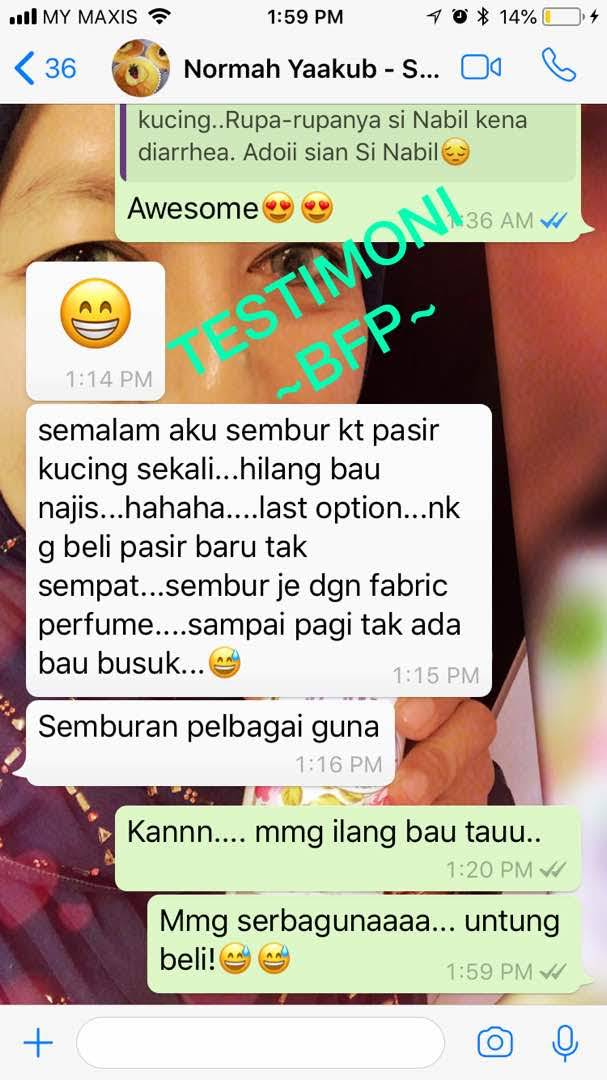 MY MAXIS
1:59 PM
14%
36
Normah Yaakub - S...
kucing..Rupa-rupanya si Nabil kena
diarrhea. Adoii sian Si Nabil😔
Awesome😍😍
1:36 AM
TESTIMONI
~BFP~
😁
1:14 PM
semalam aku sembur kt pasir
kucing sekali...hilang bau
najis...hahaha....last option...nk
g beli pasir baru tak
sempat...sembur je dgn fabric
perfume....sampai pagi tak ada
bau busuk...😅
1:15 PM
Semburan pelbagai guna
1:16 PM
Kannn.... mmg ilang bau tauu..
1:20 PM
Mmg serbagunaaaa... untung
beli!😅😅
1:59 PM